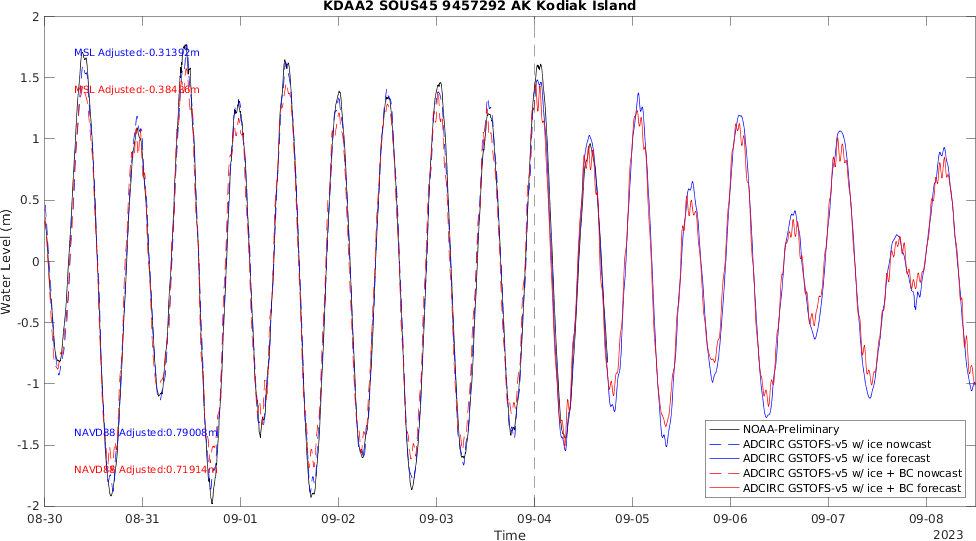 KDAA2 SOUS45 9457292 AK Kodiak Island
2
MSL Adjusted:-0.31392m
1.5
MSL Adjusted:-0.38436m
1
0.5
0
-0.5
-1
NAVD88 Adjusted:0.79008m
-1.5
NAVD88 Adjusted:0.71914m
-2
Water Level (m)
NOAA-Preliminary
ADCIRC GSTOFS-v5 w/ ice nowcast
ADCIRC GSTOFS-v5 w/ ice forecast
ADCIRC GSTOFS-v5 w/ ice + BC nowcast
ADCIRC GSTOFS-v5 w/ ice + BC forecast
08-30 08-31 09-01 09-02 09-03 09-04 09-05 09-06 09-07 09-08
Time
2023